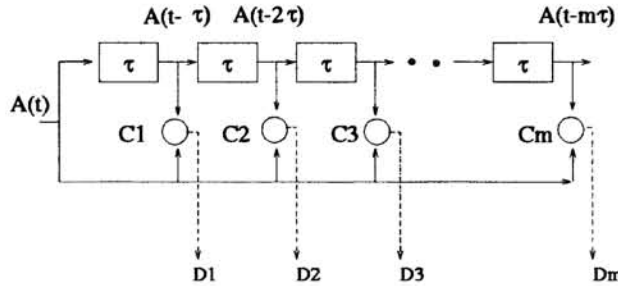 A(t- τ) A(t-2 τ) A(t-mτ)
τ τ τ τ
A(t)
C1 C2 C3 Cm
D1 D2 D3 Dm